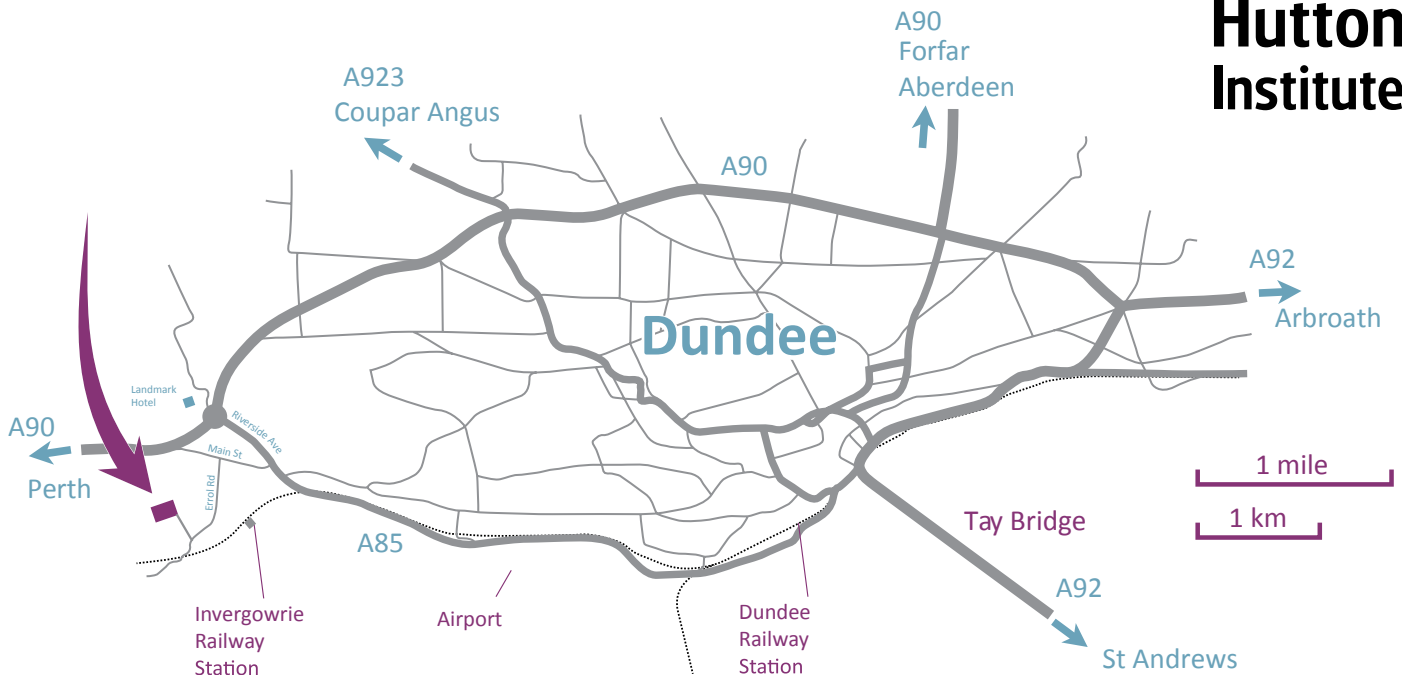 Hutton
Institute
A90
Forfar
Aberdeen
A923
Coupar Angus
A90
A92
Arbroath
Dundee
Landmark
Hotel
Riverside Ave
A90
Main St
Perth
Errol Rd
1 mile
1 km
Tay Bridge
A85
A92
Invergowrie
Railway
Station
Airport
Dundee
Railway
Station
St Andrews